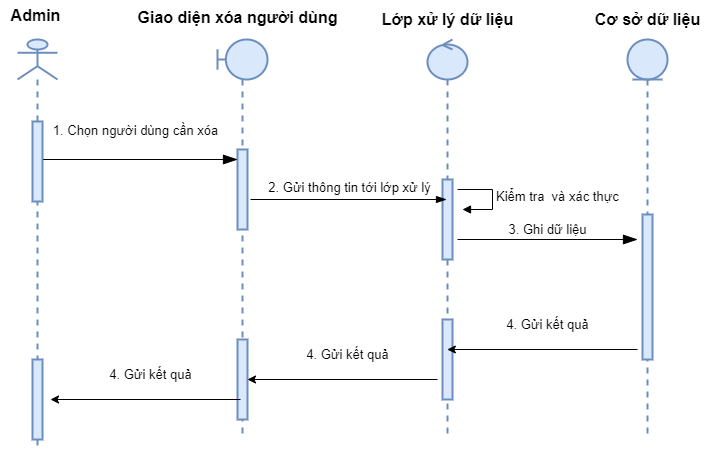 Admin
Giao diện xóa người dùng
Lớp xử lý dữ liệu
Cơ sở dữ liệu
1. Chọn người dùng cần xóa
2. Gửi thông tin tới lớp xử lý
Kiểm tra và xác thực
3. Ghi dữ liệu
4. Gửi kết quả
4. Gửi kết quả
4. Gửi kết quả